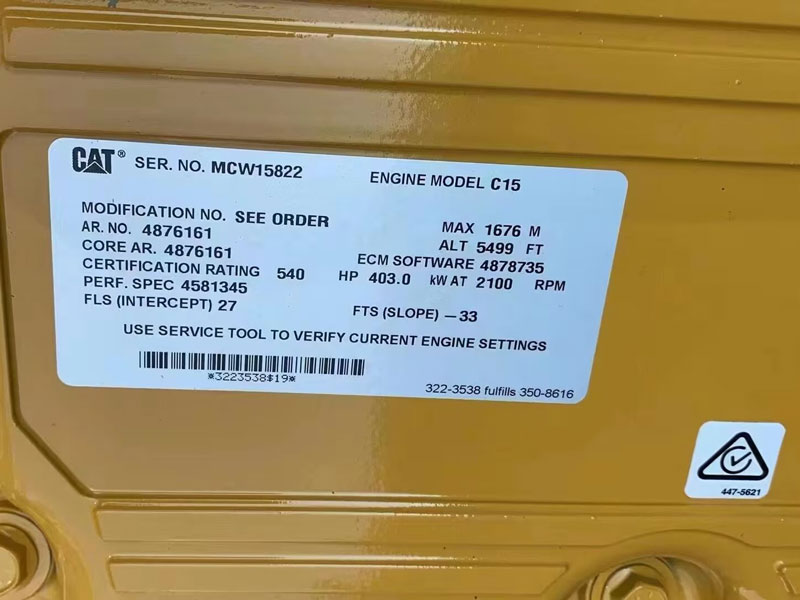 CAT® SER. NO. MCW15822 ENGINE MODEL C15
MODIFICATION NO. SEE ORDER MAX 1676 M
AR. NO. 4876161 ALT 5499 FT
CORE AR. 4876161 ECM SOFTWARE 4878735
CERTIFICATION RATING 540 HP 403.0 kW AT 2100 RPM
PERF. SPEC 4581345
FLS (INTERCEPT) 27 FTS (SLOPE) —33
USE SERVICE TOOL TO VERIFY CURRENT ENGINE SETTINGS
*3223538$19*
322-3538 fulfills 350-8616
447-5621